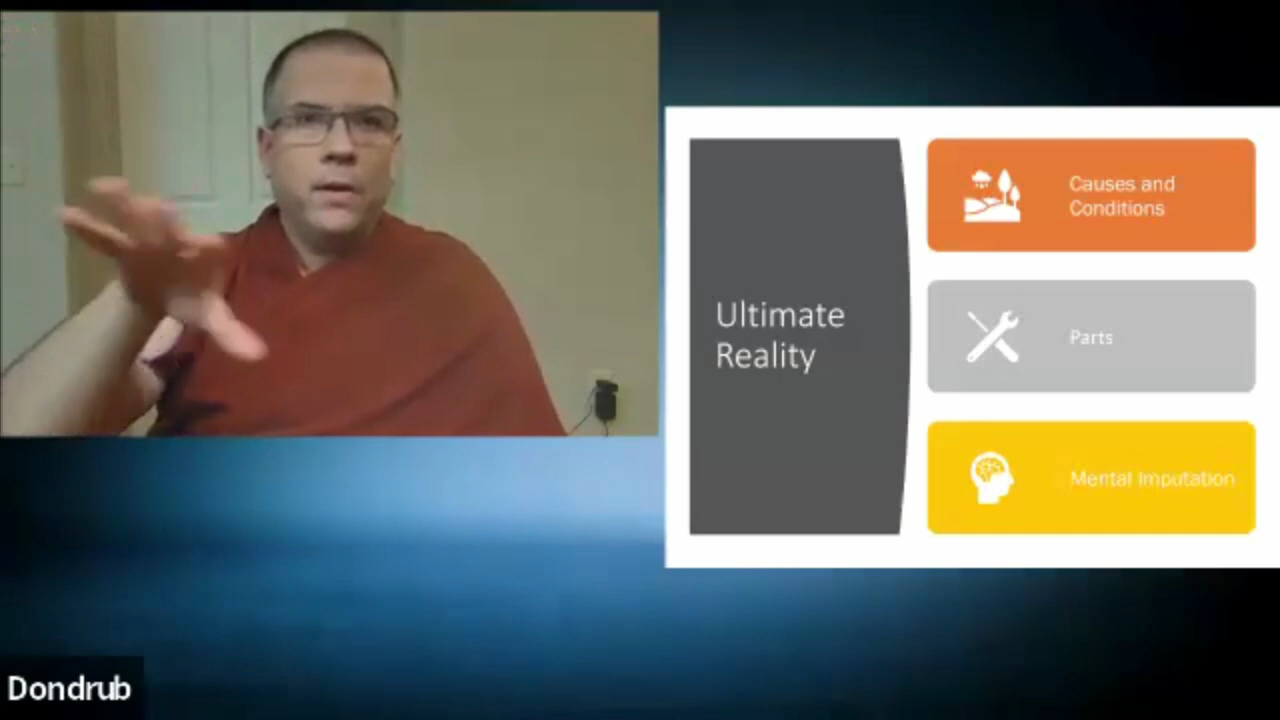 Ultimate
Reality
Causes and
Conditions
Parts
Mental Imputation
Dondrub